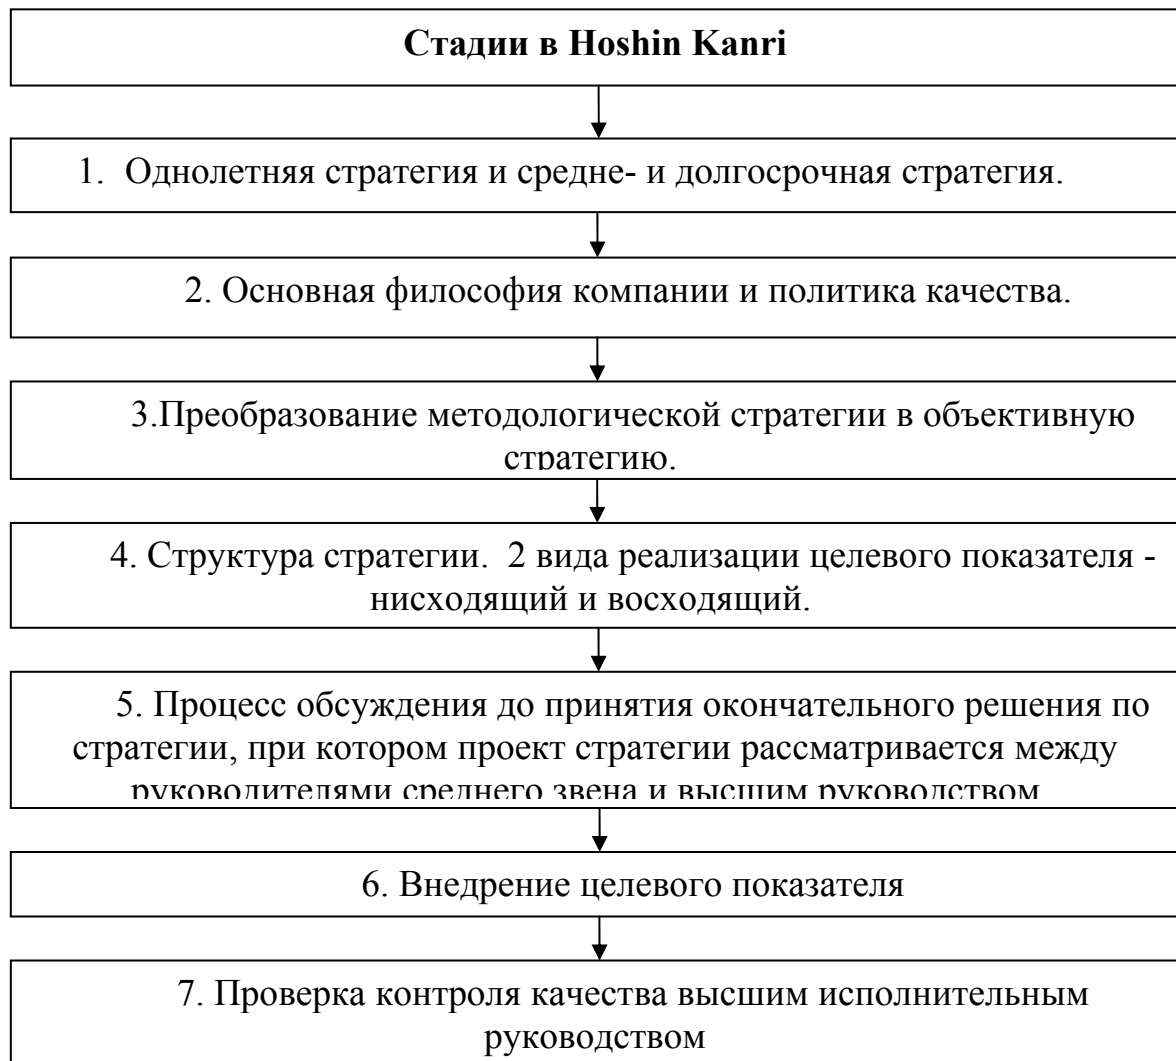 Стадии в Hoshin Kanri
1. Однолетняя стратегия и средне- и долгосрочная стратегия.
2. Основная философия компании и политика качества.
3.Преобразование методологической стратегии в объективную
стратегию.
4. Структура стратегии. 2 вида реализации целевого показателя -
нисходящий и восходящий.
5. Процесс обсуждения до принятия окончательного решения по
стратегии, при котором проект стратегии рассматривается между
руководителями среднего звена и высшим руководством
6. Внедрение целевого показателя
7. Проверка контроля качества высшим исполнительным
руководством